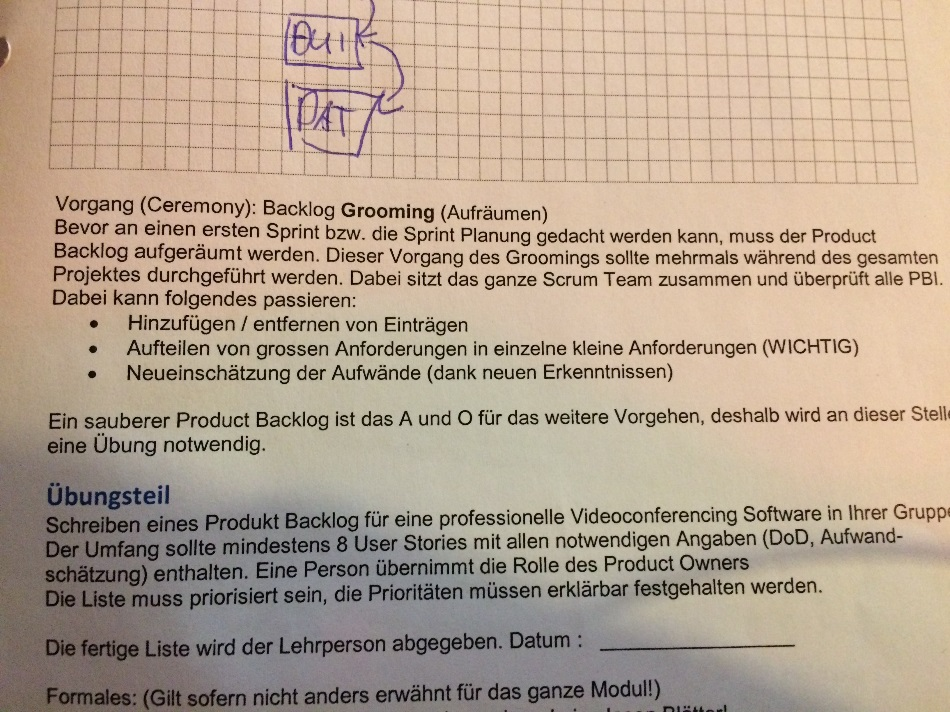 DAT
Vorgang (Ceremony): Backlog Grooming (Aufräumen)
Bevor an einen ersten Sprint bzw. die Sprint Planung gedacht werden kann, muss der Product
Backlog aufgeräumt werden. Dieser Vorgang des Groomings sollte mehrmals während des gesamten
Projektes durchgeführt werden. Dabei sitzt das ganze Scrum Team zusammen und überprüft alle PBI.
Dabei kann folgendes passieren:
• Hinzufügen / entfernen von Einträgen
• Aufteilen von grossen Anforderungen in einzelne kleine Anforderungen (WICHTIG)
• Neueinschätzung der Aufwände (dank neuen Erkenntnissen)
Ein sauberer Product Backlog ist das A und O für das weitere Vorgehen, deshalb wird an dieser Stelle
eine Übung notwendig.
Übungsteil
Schreiben eines Produkt Backlog für eine professionelle Videoconferencing Software in Ihrer Gruppe
Der Umfang sollte mindestens 8 User Stories mit allen notwendigen Angaben (DoD, Aufwand-
schätzung) enthalten. Eine Person übernimmt die Rolle des Product Owners
Die Liste muss priorisiert sein, die Prioritäten müssen erklärbar festgehalten werden.
Die fertige Liste wird der Lehrperson abgegeben. Datum :
Formales: (Gilt sofern nicht anders erwähnt für das ganze Modul!)